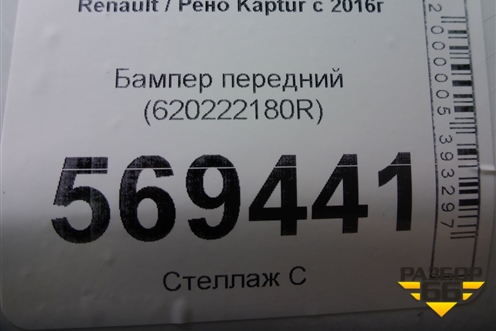 Renault / Рено Kaptur с 2016г
Бампер передний
(620222180R)
569441
Стеллаж С
2000005393297
РАЗБОР
66